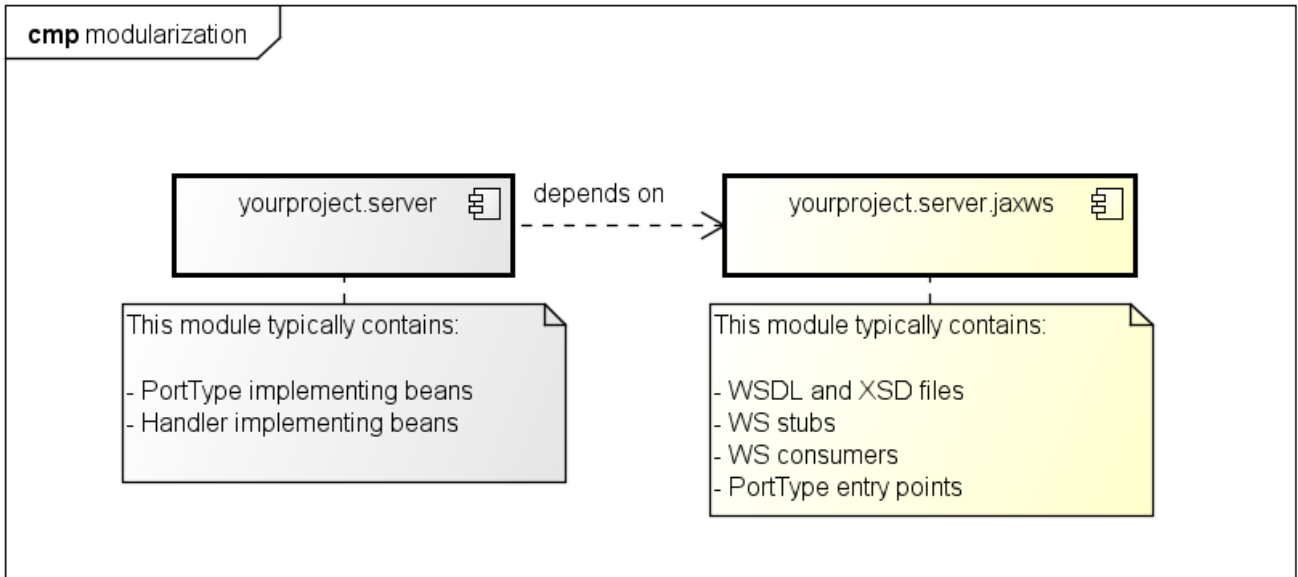 cmp modularization
yourproject.server
depends on
yourproject.server.jaxws
This module typically contains:
- PortType implementing beans
- Handler implementing beans
This module typically contains:
- WSDL and XSD files
- WS stubs
- WS consumers
- PortType entry points